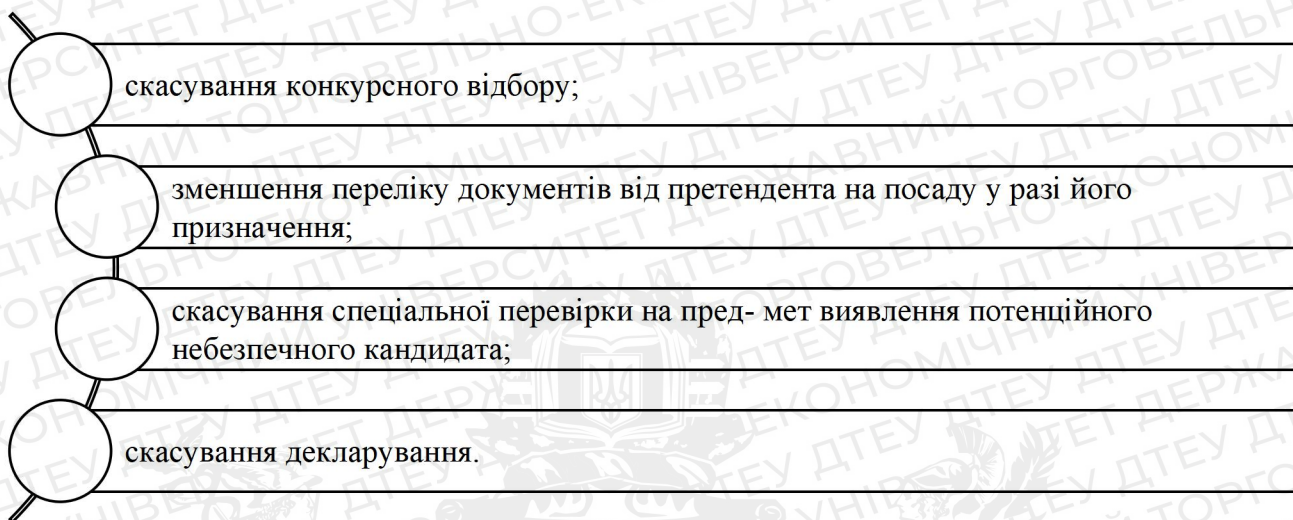 скасування конкурсного відбору;
зменшення переліку документів від претендента на посаду у разі його
призначення;
скасування спеціальної перевірки на пред- мет виявлення потенційного
небезпечного кандидата;
скасування декларування.